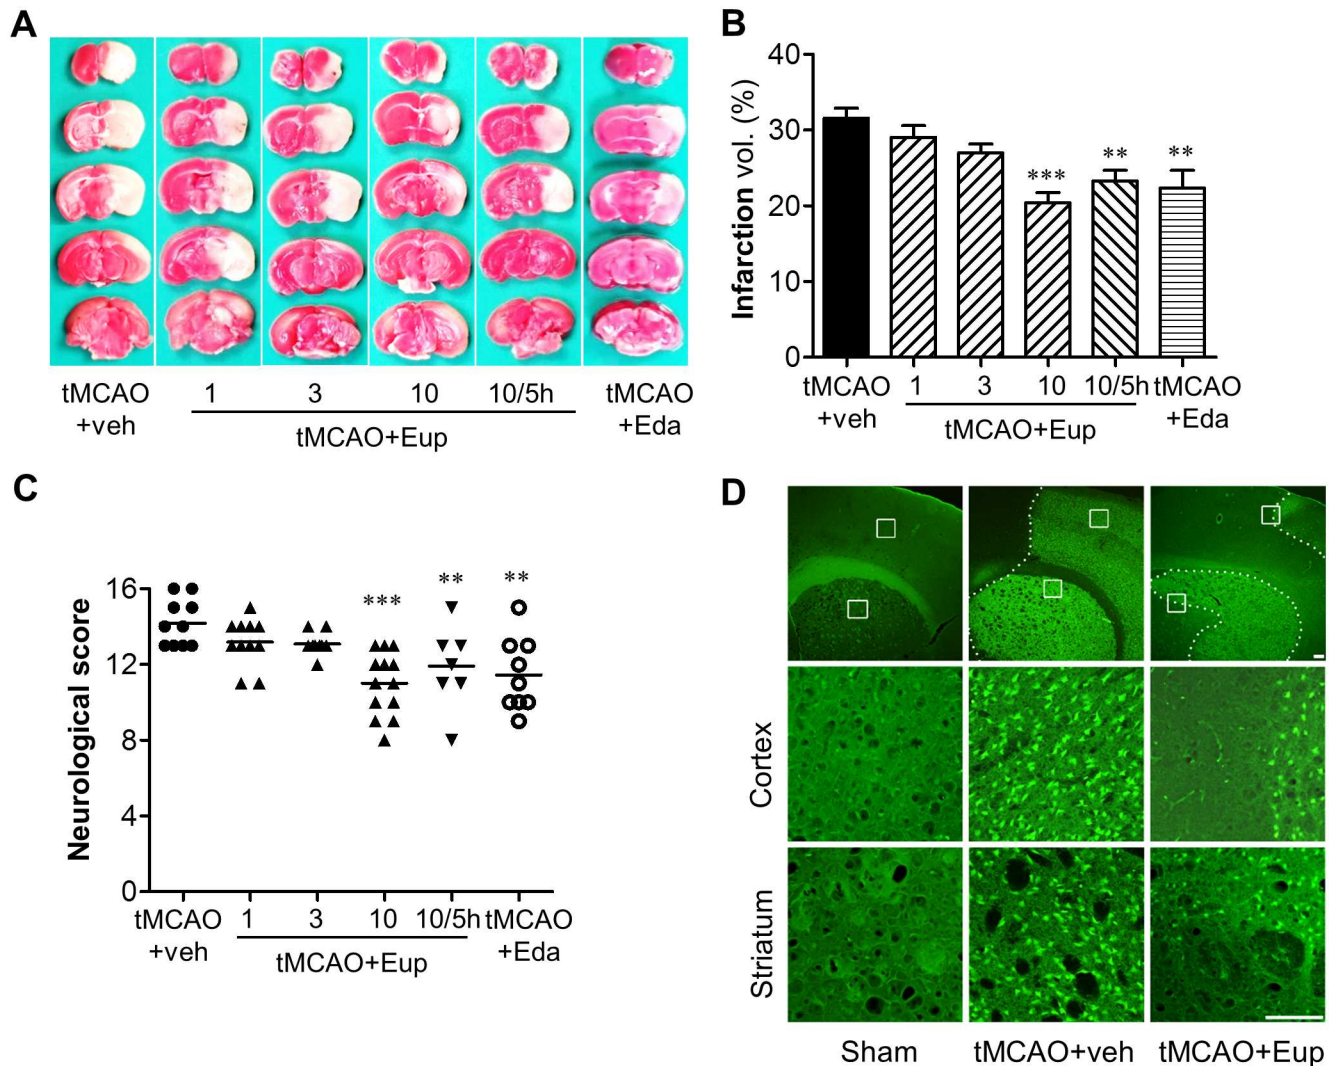 A
tMCAO
+veh
1
3
10
10/5h
tMCAO
+Eda
tMCAO+Eup
B
Infarction vol. (%)
40
30
20
10
0
***
**
**
tMCAO
+veh
1
3
10
10/5h
tMCAO
+Eda
tMCAO+Eup
C
Neurological score
16
12
8
4
0
***
**
**
tMCAO
+veh
1
3
10
10/5h
tMCAO
+Eda
tMCAO+Eup
D
Cortex
Striatum
Sham
tMCAO+veh
tMCAO+Eup